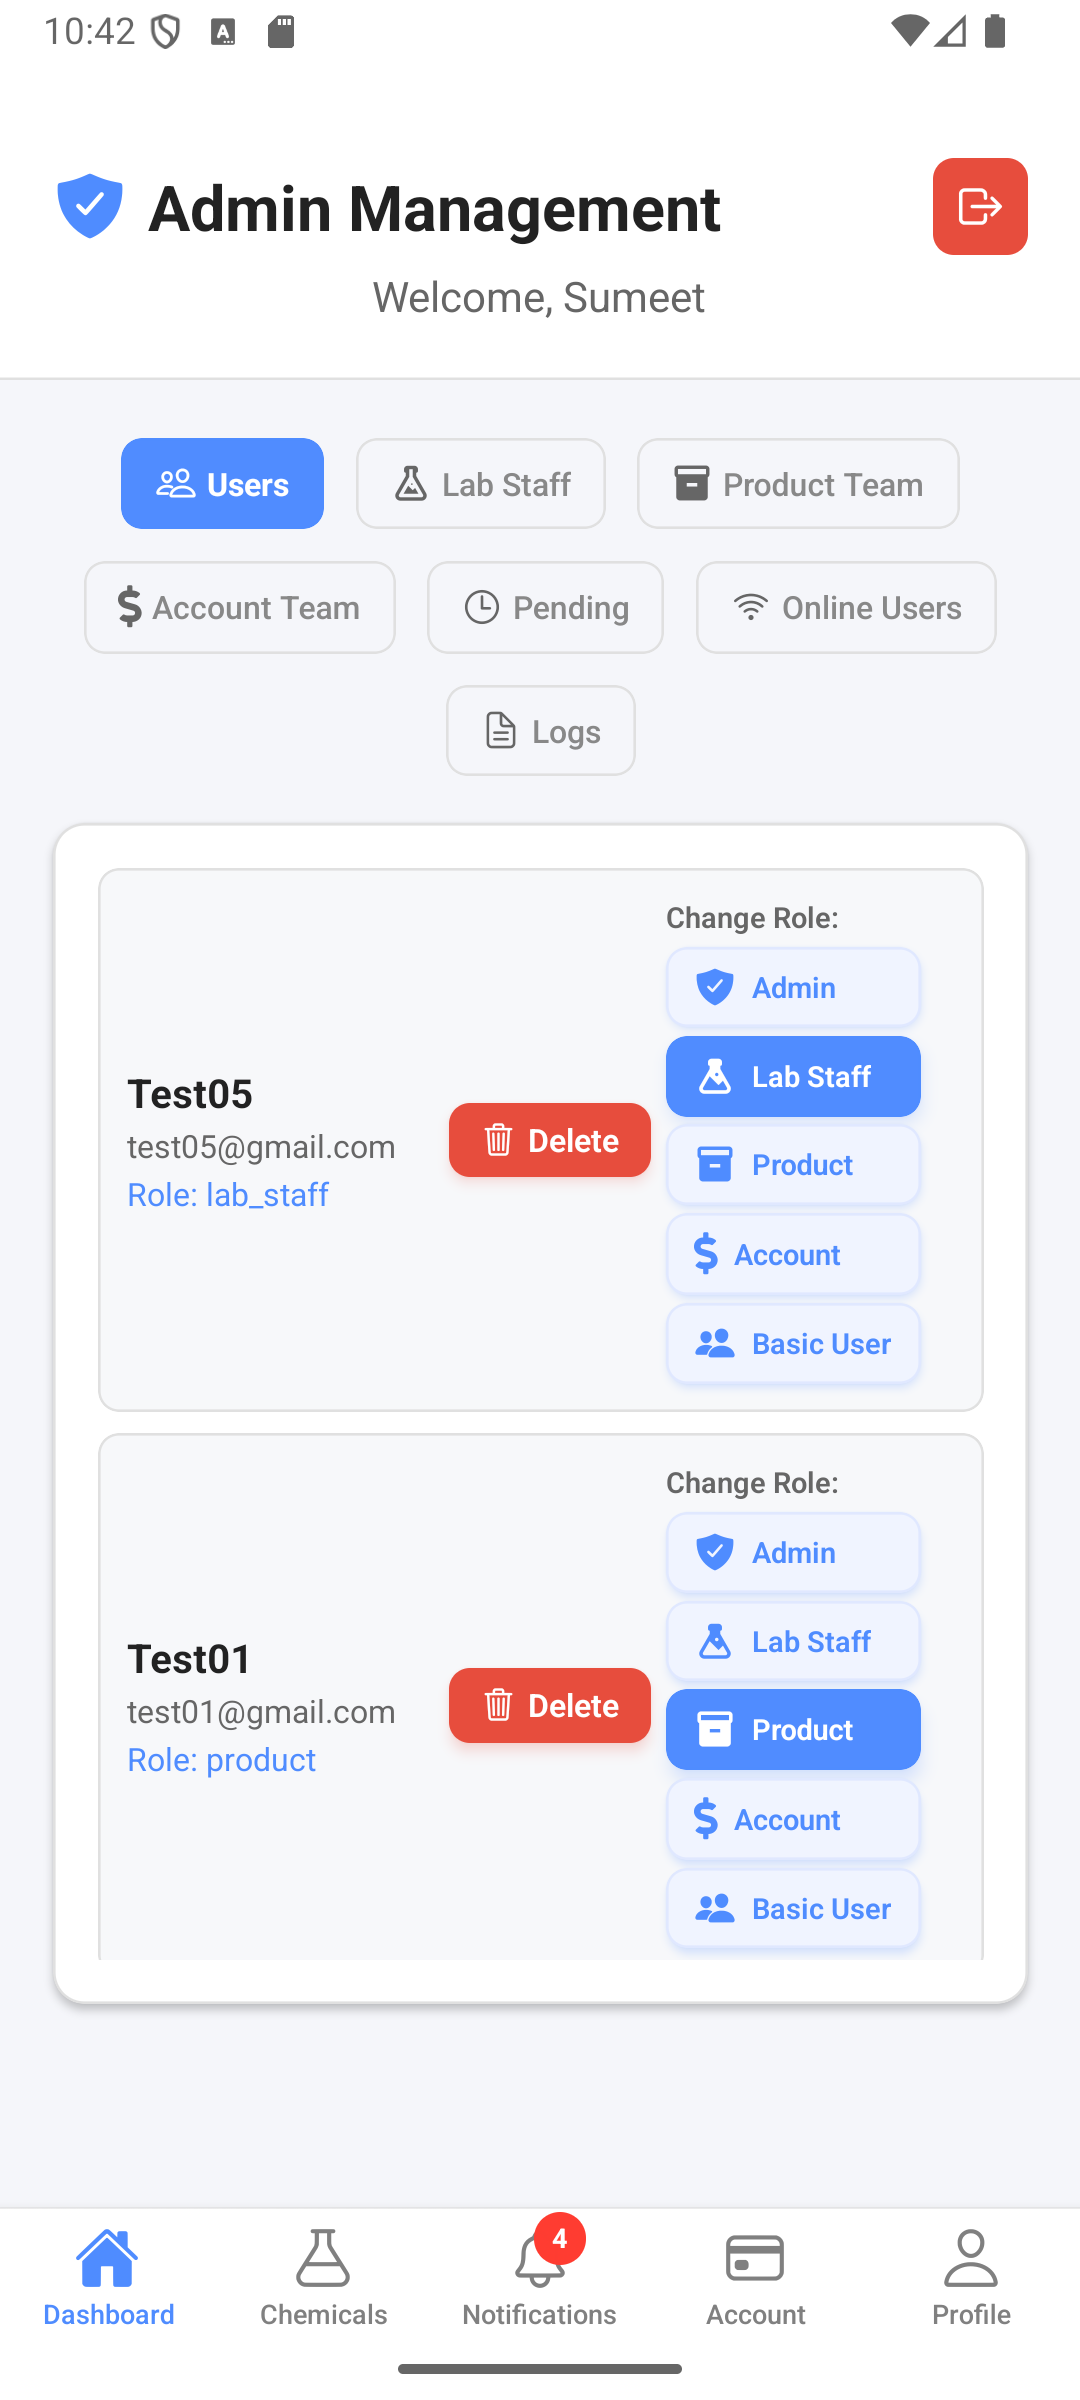 10:42
Admin Management
Welcome, Sumeet
Users
Lab Staff
Product Team
Account Team
Pending
Online Users
Logs
Change Role:
Admin
Lab Staff
Product
Account
Basic User
Test05
test05@gmail.com
Role: lab_staff
Delete
Change Role:
Admin
Lab Staff
Product
Account
Basic User
Test01
test01@gmail.com
Role: product
Delete
4
Dashboard
Chemicals
Notifications
Account
Profile